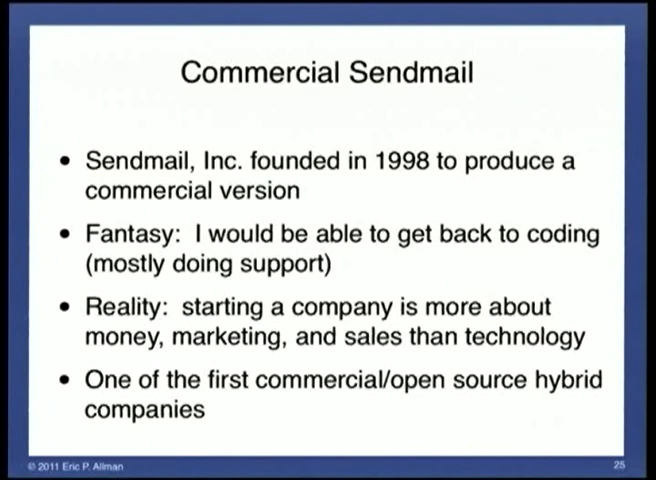 Commercial Sendmail
• Sendmail, Inc. founded in 1998 to produce a
commercial version
• Fantasy:  I would be able to get back to coding
(mostly doing support)
• Reality:  starting a company is more about
money, marketing, and sales than technology
• One of the first commercial/open source hybrid
companies
© 2011 Eric P. Allman
25